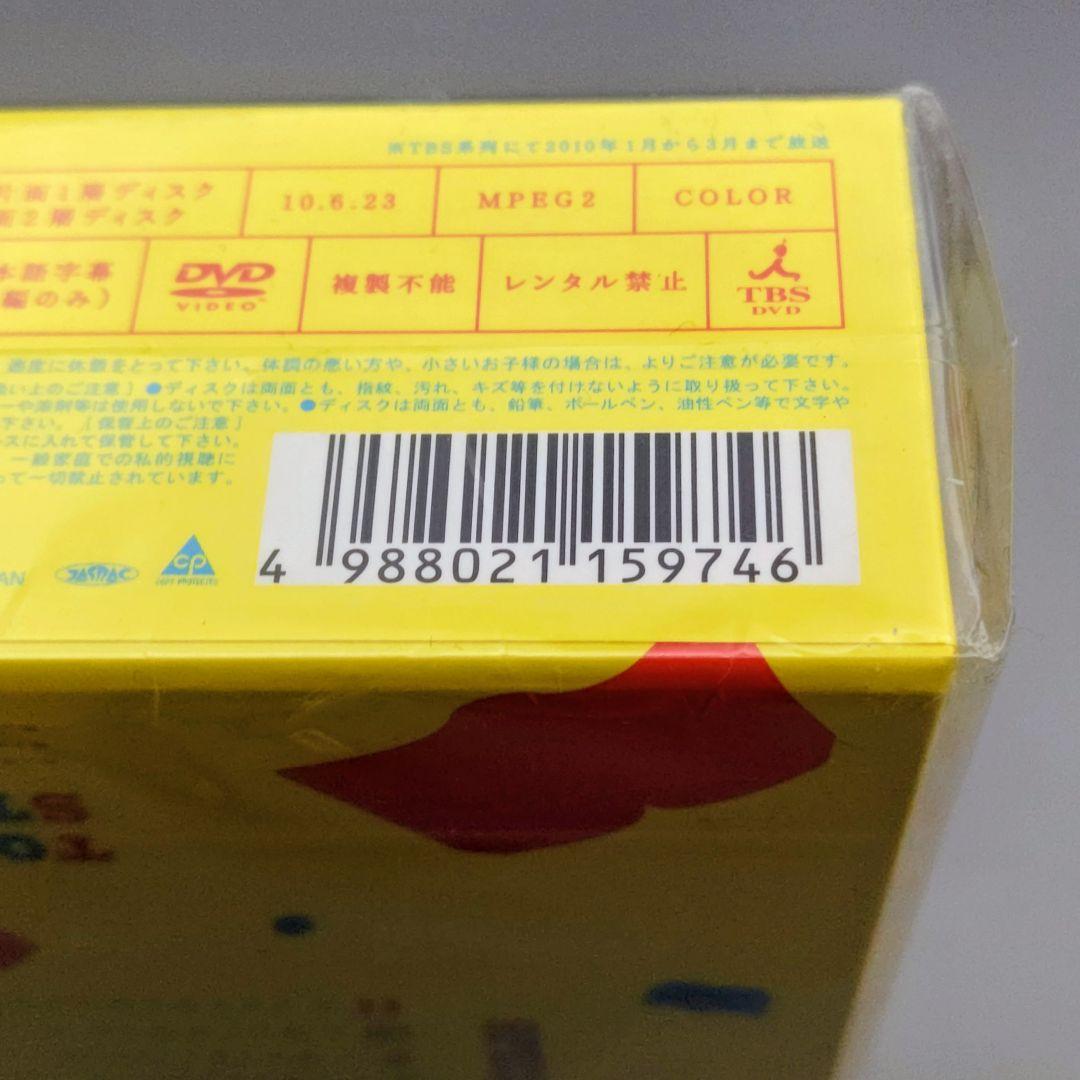 ※TBS系列にて2010年1月から3月まで放送
片面1層ディスク
面2層ディスク
10.6.23
MPEG2
COLOR
本語字幕
編のみ)
DVD
VIDEO
複製不能
レンタル禁止
TBS
DVD
適度に休憩をとって下さい。体調の悪い方や、小さいお子様の場合は、よりご注意が必要です。
扱い上のご注意] ●ディスクは両面とも、指紋、汚れ、キズ等を付けないように取り扱って下さい。
ーや溶剤等は使用しないで下さい。●ディスクは両面とも、鉛筆、ボールペン、油性ペン等で文字や
下さい。[保管上のご注意]
スに入れて保管して下さい。
一般家庭での私的視聴に
って一切禁止されています。
AN
JASRAC
CP
COPY PROTECTED
4 988021 159746